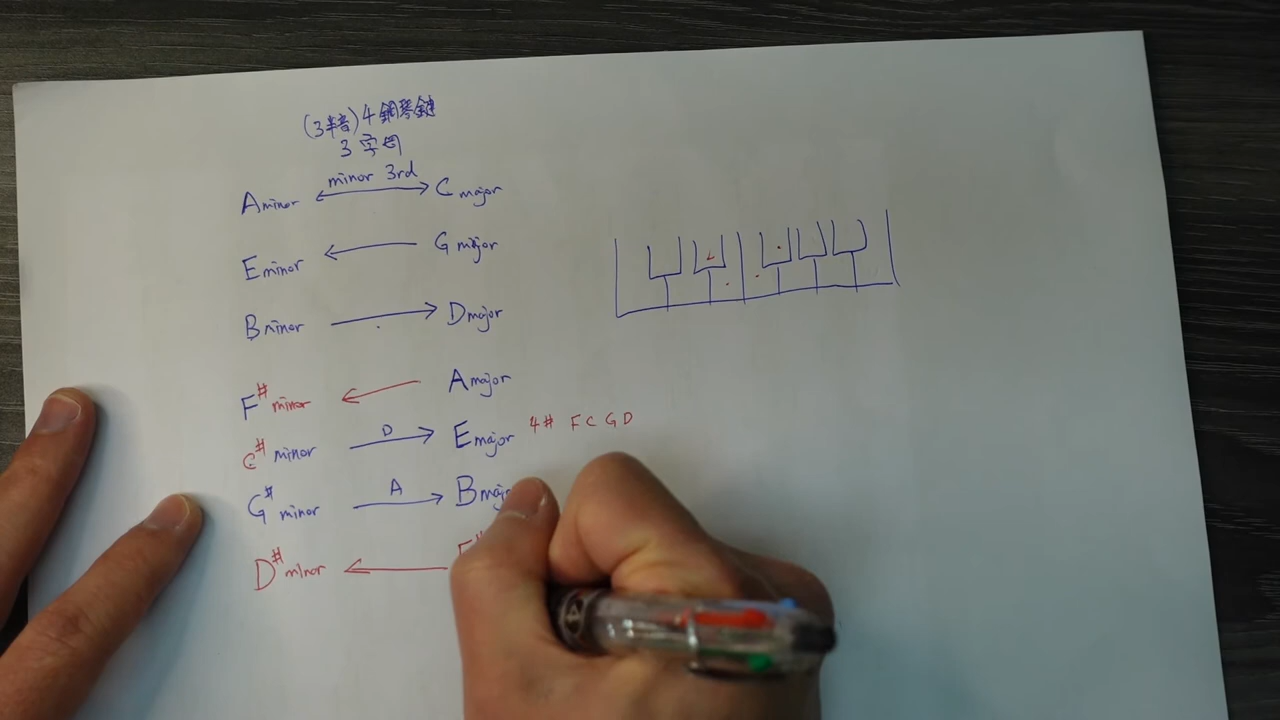 (3半音)4鋼琴鍵
3字母
minor 3rd
A minor C major
E minor G major
B minor D major
F# minor A major
C# minor D E major 4# F C G D
G# minor A B
D# minor